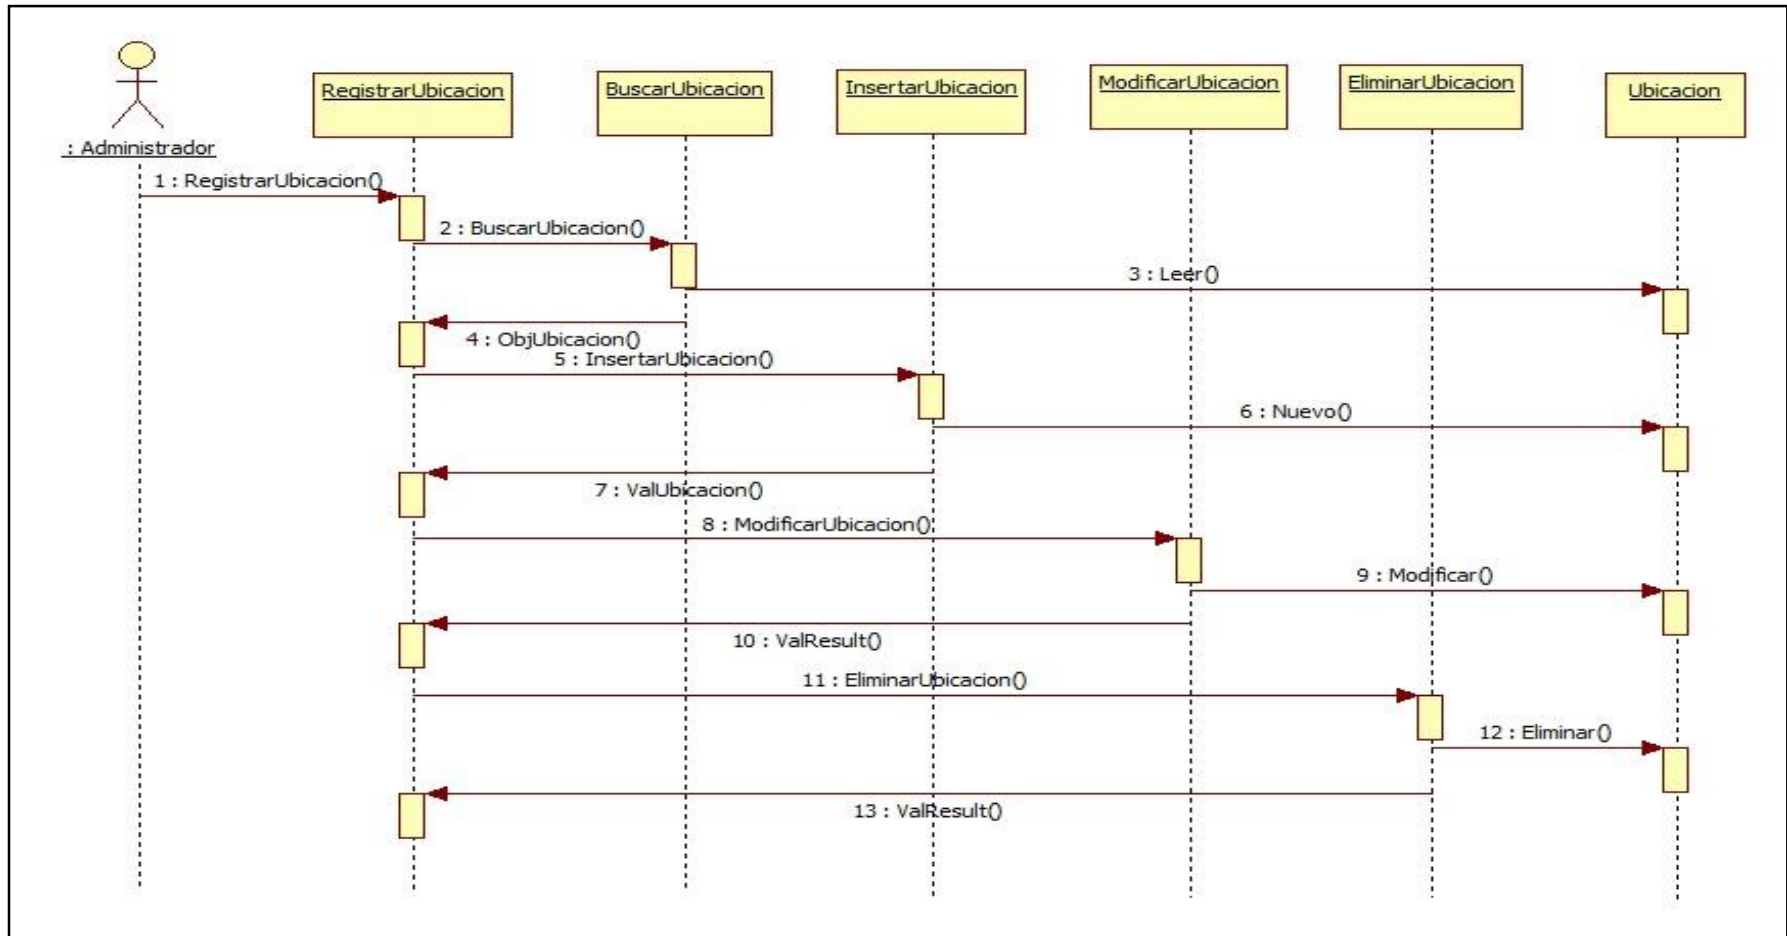 RegistrarUbicacion
BuscarUbicacion
InsertarUbicacion
ModificarUbicacion
EliminarUbicacion
Ubicacion
: Administrador
1 : RegistrarUbicacion()
2 : BuscarUbicacion()
3 : Leer()
4 : ObjUbicacion()
5 : InsertarUbicacion()
6 : Nuevo()
7 : ValUbicacion()
8 : ModificarUbicacion()
9 : Modificar()
10 : ValResult()
11 : EliminarUbicacion()
12 : Eliminar()
13 : ValResult()